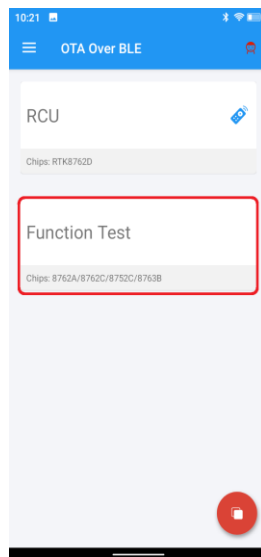 10:21
OTA Over BLE
RCU
Chips: RTK8762D
Function Test
Chips: 8762A/8762C/8752C/8763B